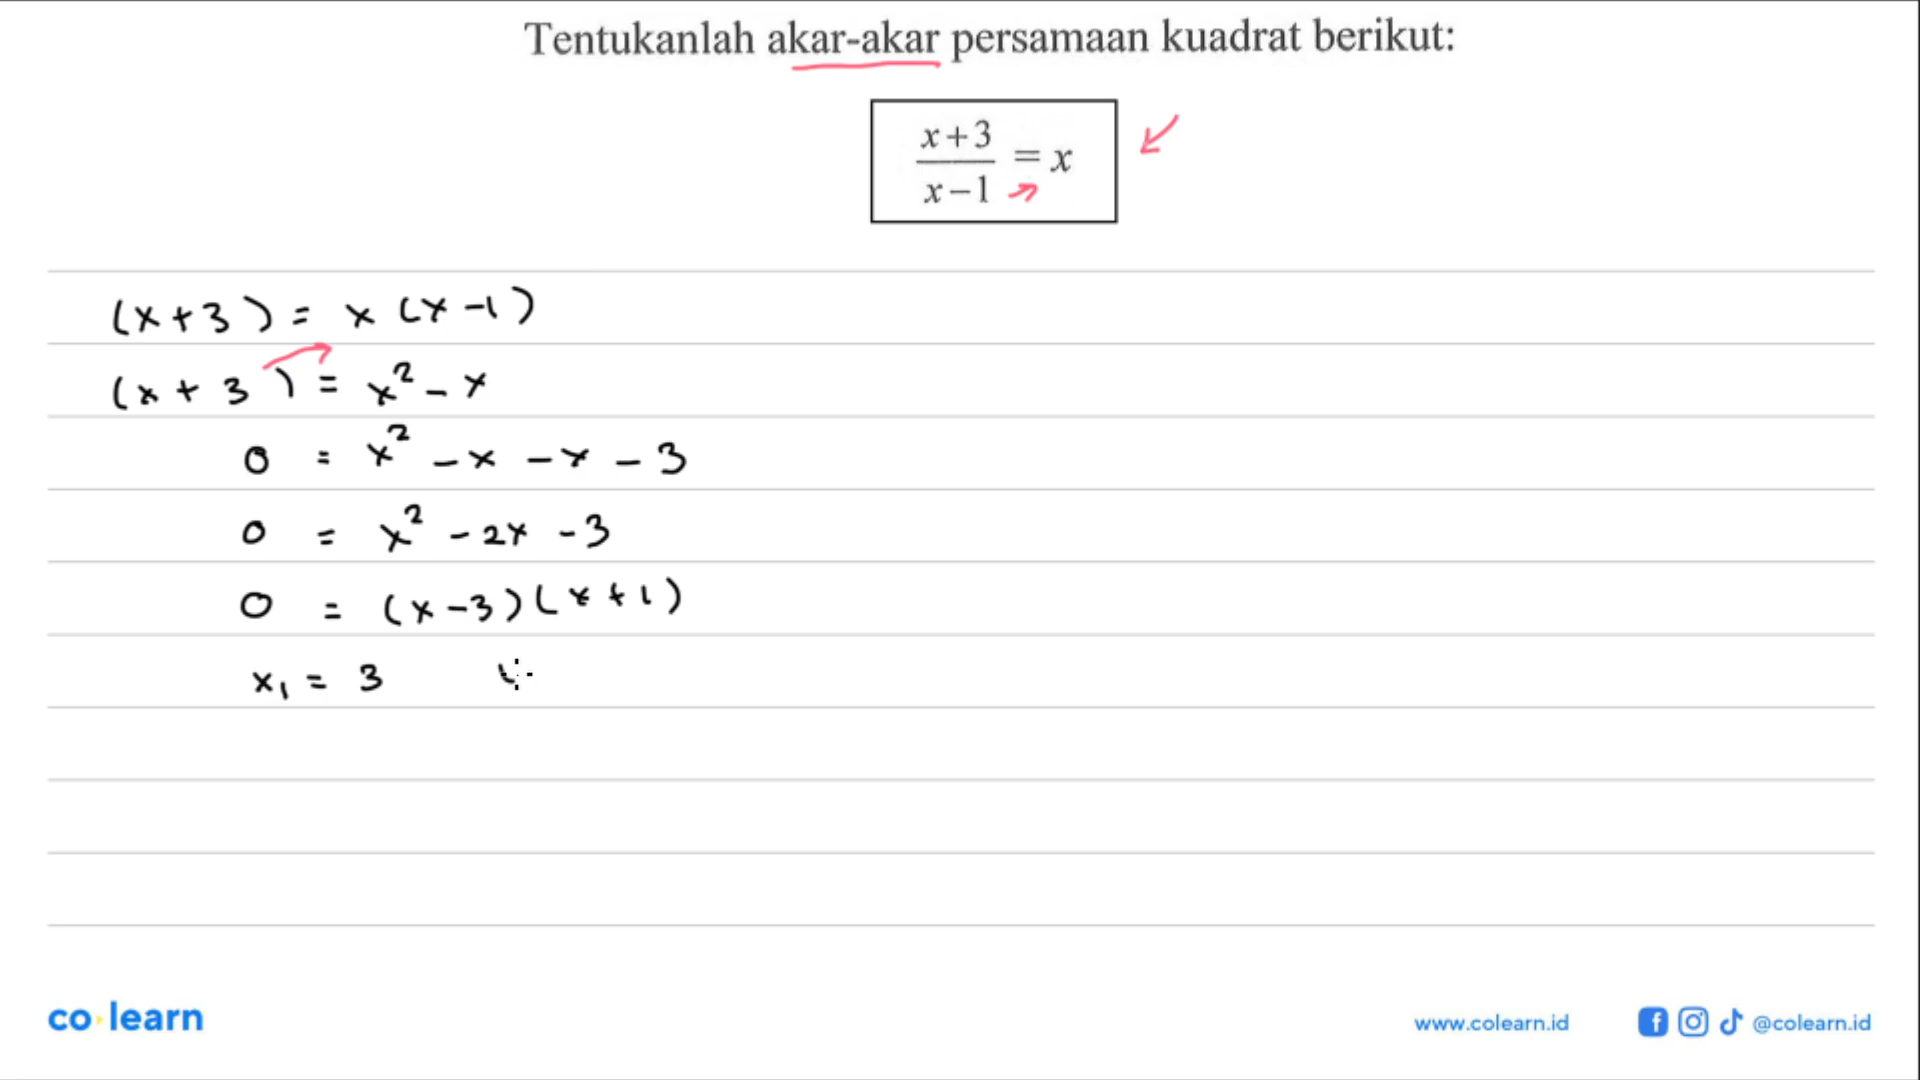 Tentukanlah akar-akar persamaan kuadrat berikut:
x+3
= x
x−1
(x+3) = x(x-1)
(x+3) = x² - x
0 = x² - x - x - 3
0 = x² - 2x - 3
0 = (x-3)(x+1)
x₁ = 3
co learn
www.colearn.id
@colearn.id